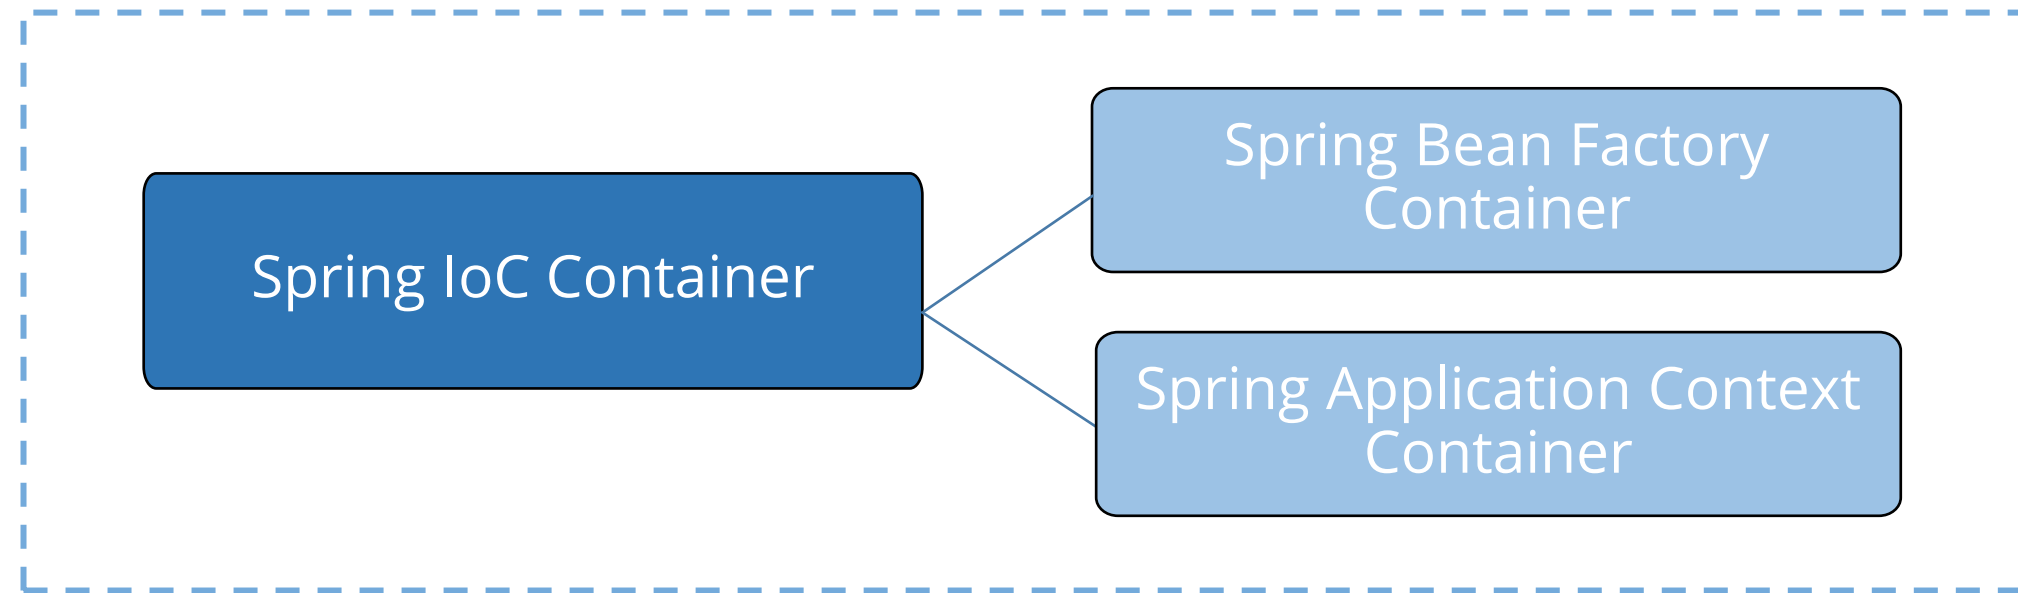 Spring IoC Container
Spring Bean Factory
Container
Spring Application Context
Container